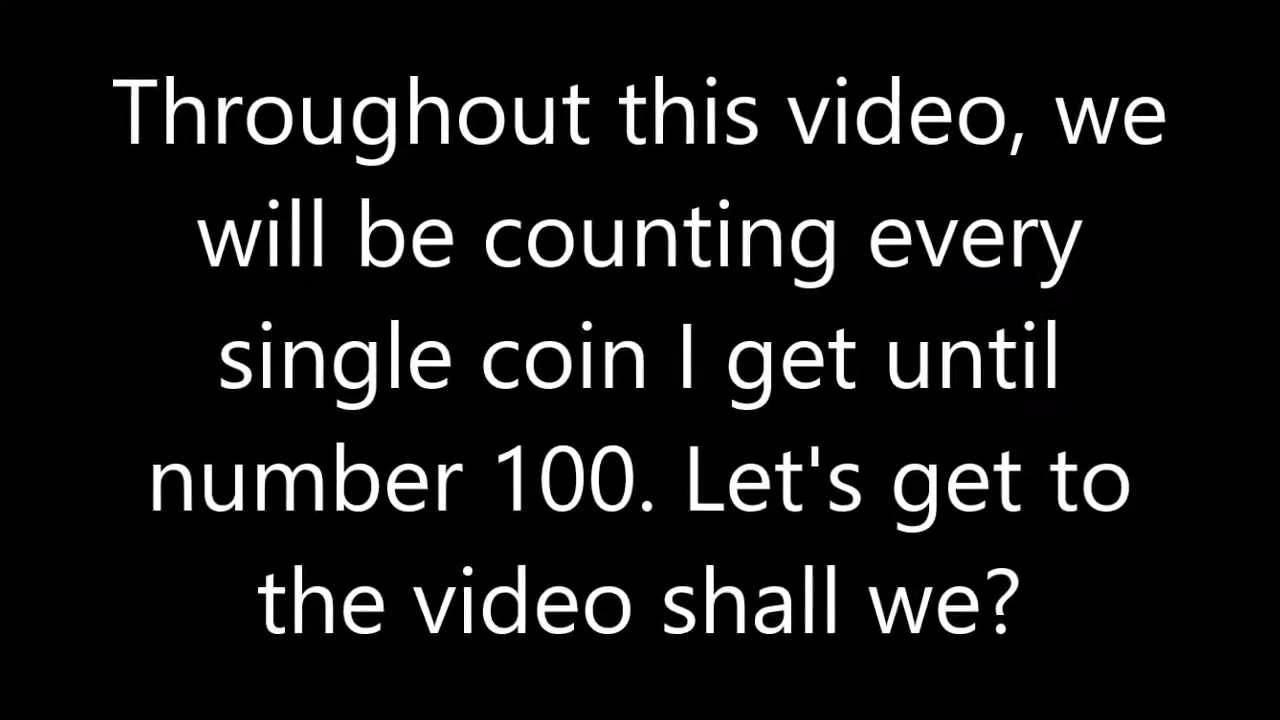 Throughout this video, we
will be counting every
single coin I get until
number 100. Let's get to
the video shall we?